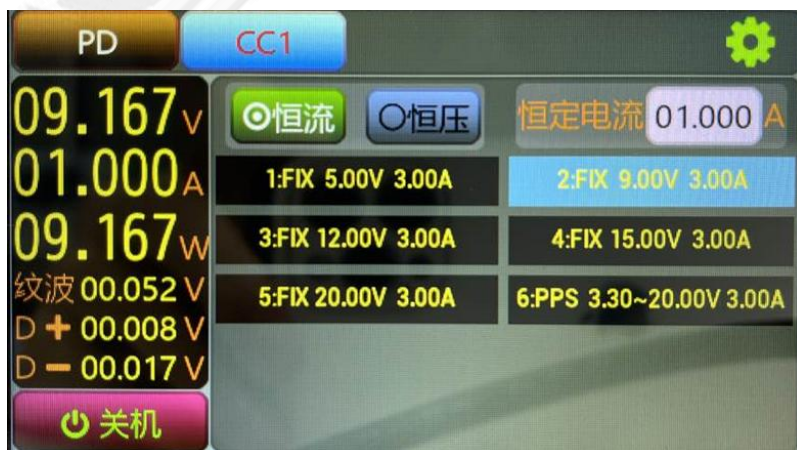 PD CC1
09.167V
01.000A
09.167W
纹波 00.052 V
D+ 00.008 V
D- 00.017 V
关机
恒流 恒压 恒定电流 01.000 A
1:FIX 5.00V 3.00A 2:FIX 9.00V 3.00A
3:FIX 12.00V 3.00A 4:FIX 15.00V 3.00A
5:FIX 20.00V 3.00A 6:PPS 3.30~20.00V 3.00A